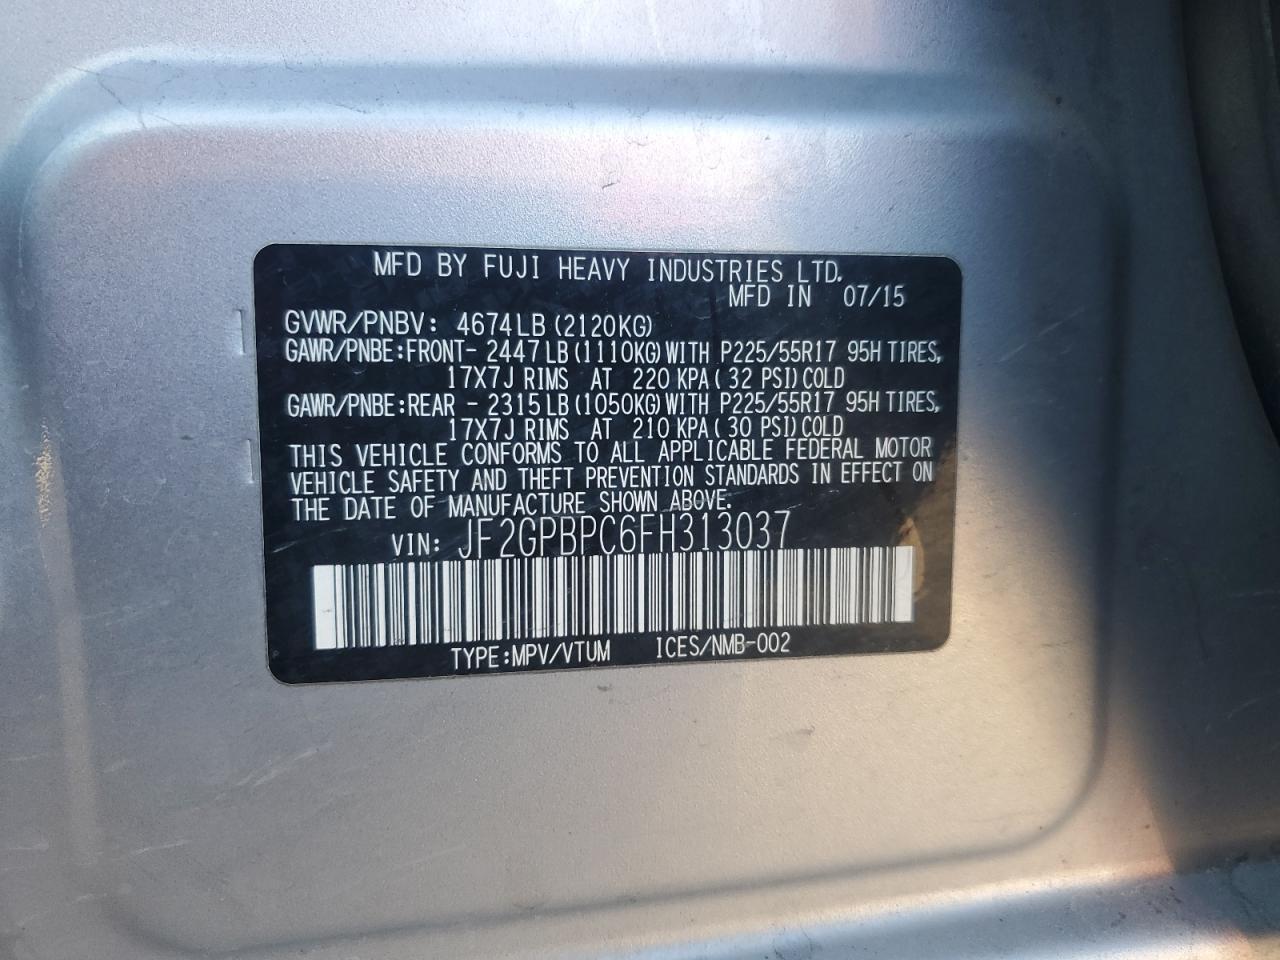 MFD BY FUJI HEAVY INDUSTRIES LTD.
MFD IN 07/15
GVWR/PNBV: 4674LB (2120KG)
GAWR/PNBE:FRONT- 2447LB (1110KG) WITH P225/55R17 95H TIRES,
17X7J RIMS AT 220 KPA ( 32 PSI) COLD
GAWR/PNBE:REAR - 2315LB (1050KG) WITH P225/55R17 95H TIRES,
17X7J RIMS AT 210 KPA ( 30 PSI) COLD
THIS VEHICLE CONFORMS TO ALL APPLICABLE FEDERAL MOTOR
VEHICLE SAFETY AND THEFT PREVENTION STANDARDS IN EFFECT ON
THE DATE OF MANUFACTURE SHOWN ABOVE.
VIN: JF2GPBPC6FH313037
TYPE:MPV/VTUM ICES/NMB-002